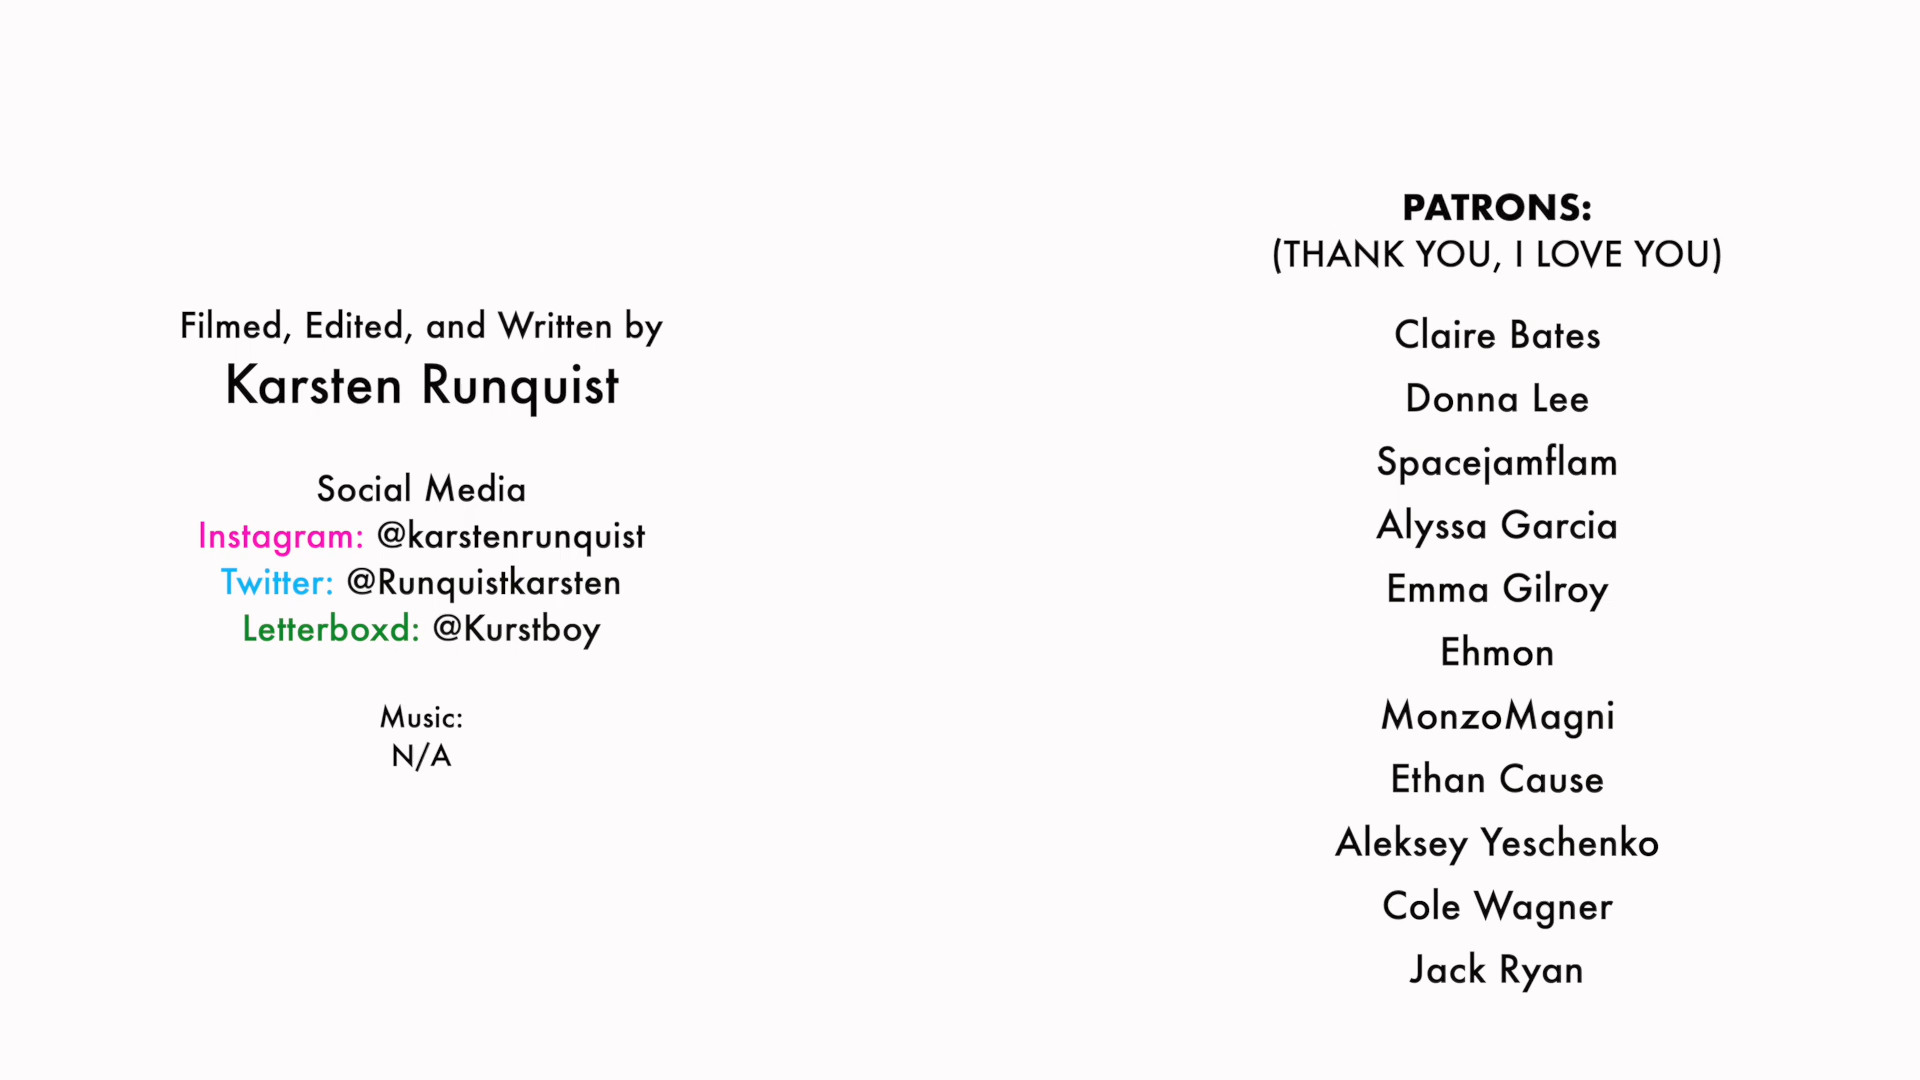 Filmed, Edited, and Written by
Karsten Runquist
Social Media
Instagram: @karstenrunquist
Twitter: @Runquistkarsten
Letterboxd: @Kurstboy
Music:
N/A
PATRONS:
(THANK YOU, I LOVE YOU)
Claire Bates
Donna Lee
Spacejamflam
Alyssa Garcia
Emma Gilroy
Ehmon
MonzoMagni
Ethan Cause
Aleksey Yeschenko
Cole Wagner
Jack Ryan